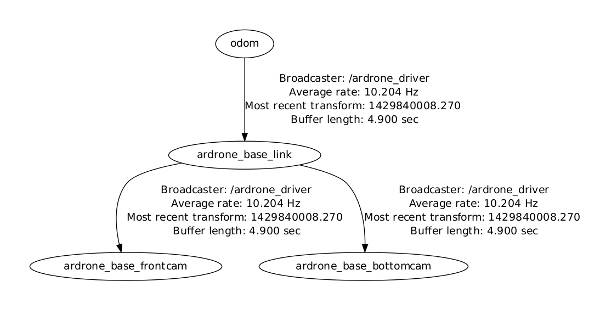 odom
Broadcaster: /ardrone_driver
Average rate: 10.204 Hz
Most recent transform: 1429840008.270
Buffer length: 4.900 sec
ardrone_base_link
Broadcaster: /ardrone_driver
Average rate: 10.204 Hz
Most recent transform: 1429840008.270
Buffer length: 4.900 sec
Broadcaster: /ardrone_driver
Average rate: 10.204 Hz
Most recent transform: 1429840008.270
Buffer length: 4.900 sec
ardrone_base_frontcam
ardrone_base_bottomcam